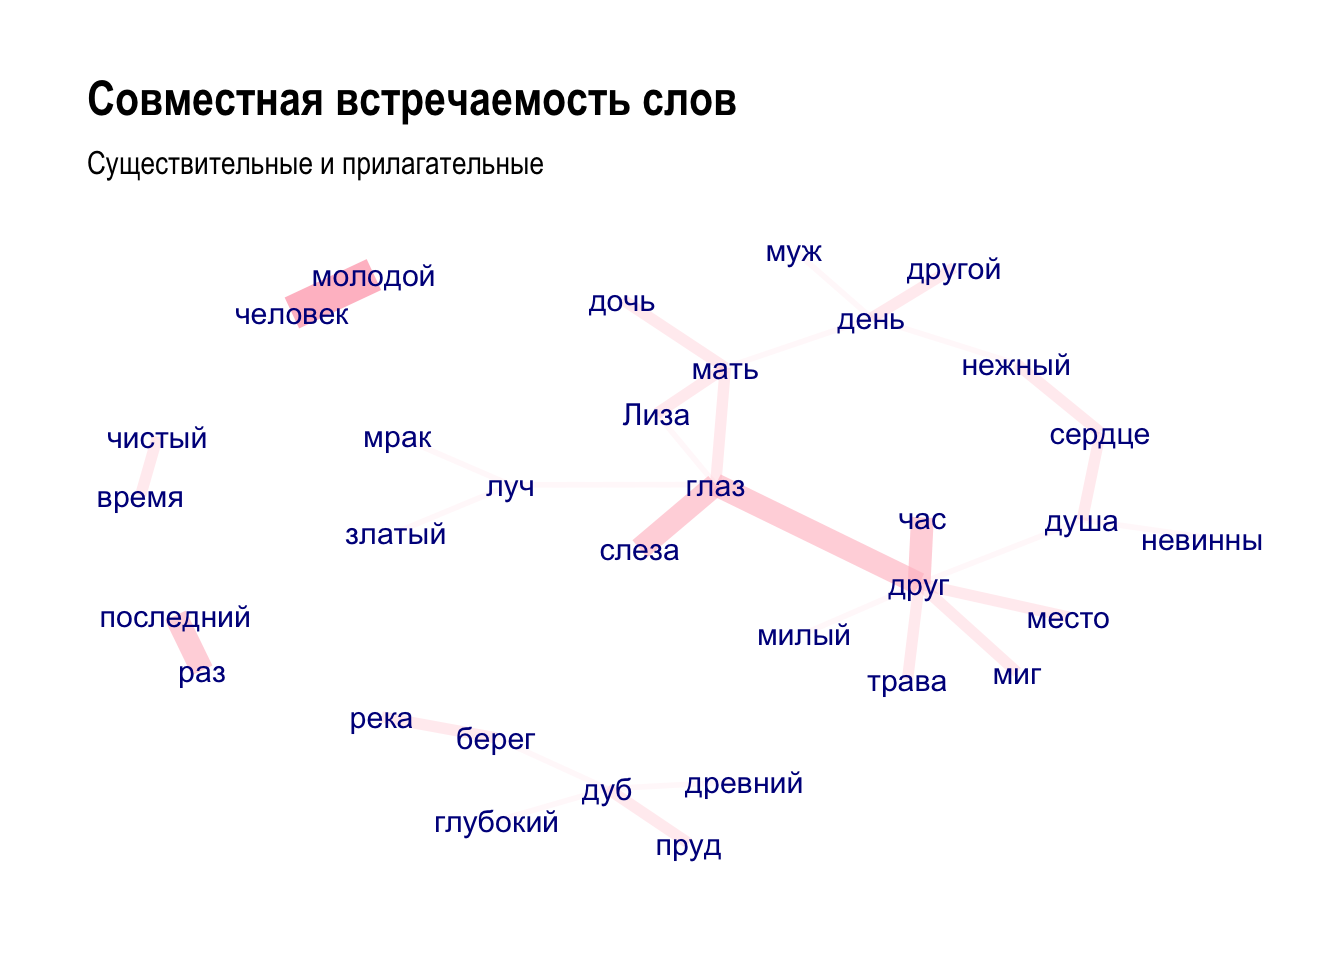 Совместная встречаемость слов
Существительные и прилагательные
муж
другой
молодой
дочь
человек
день
мать
нежный
Лиза
чистый
мрак
сердце
время
луч
глаз
час
душа
златый
слеза
невинны
друг
последний
место
милый
раз
трава
миг
река
берег
дуб
древний
глубокий
пруд